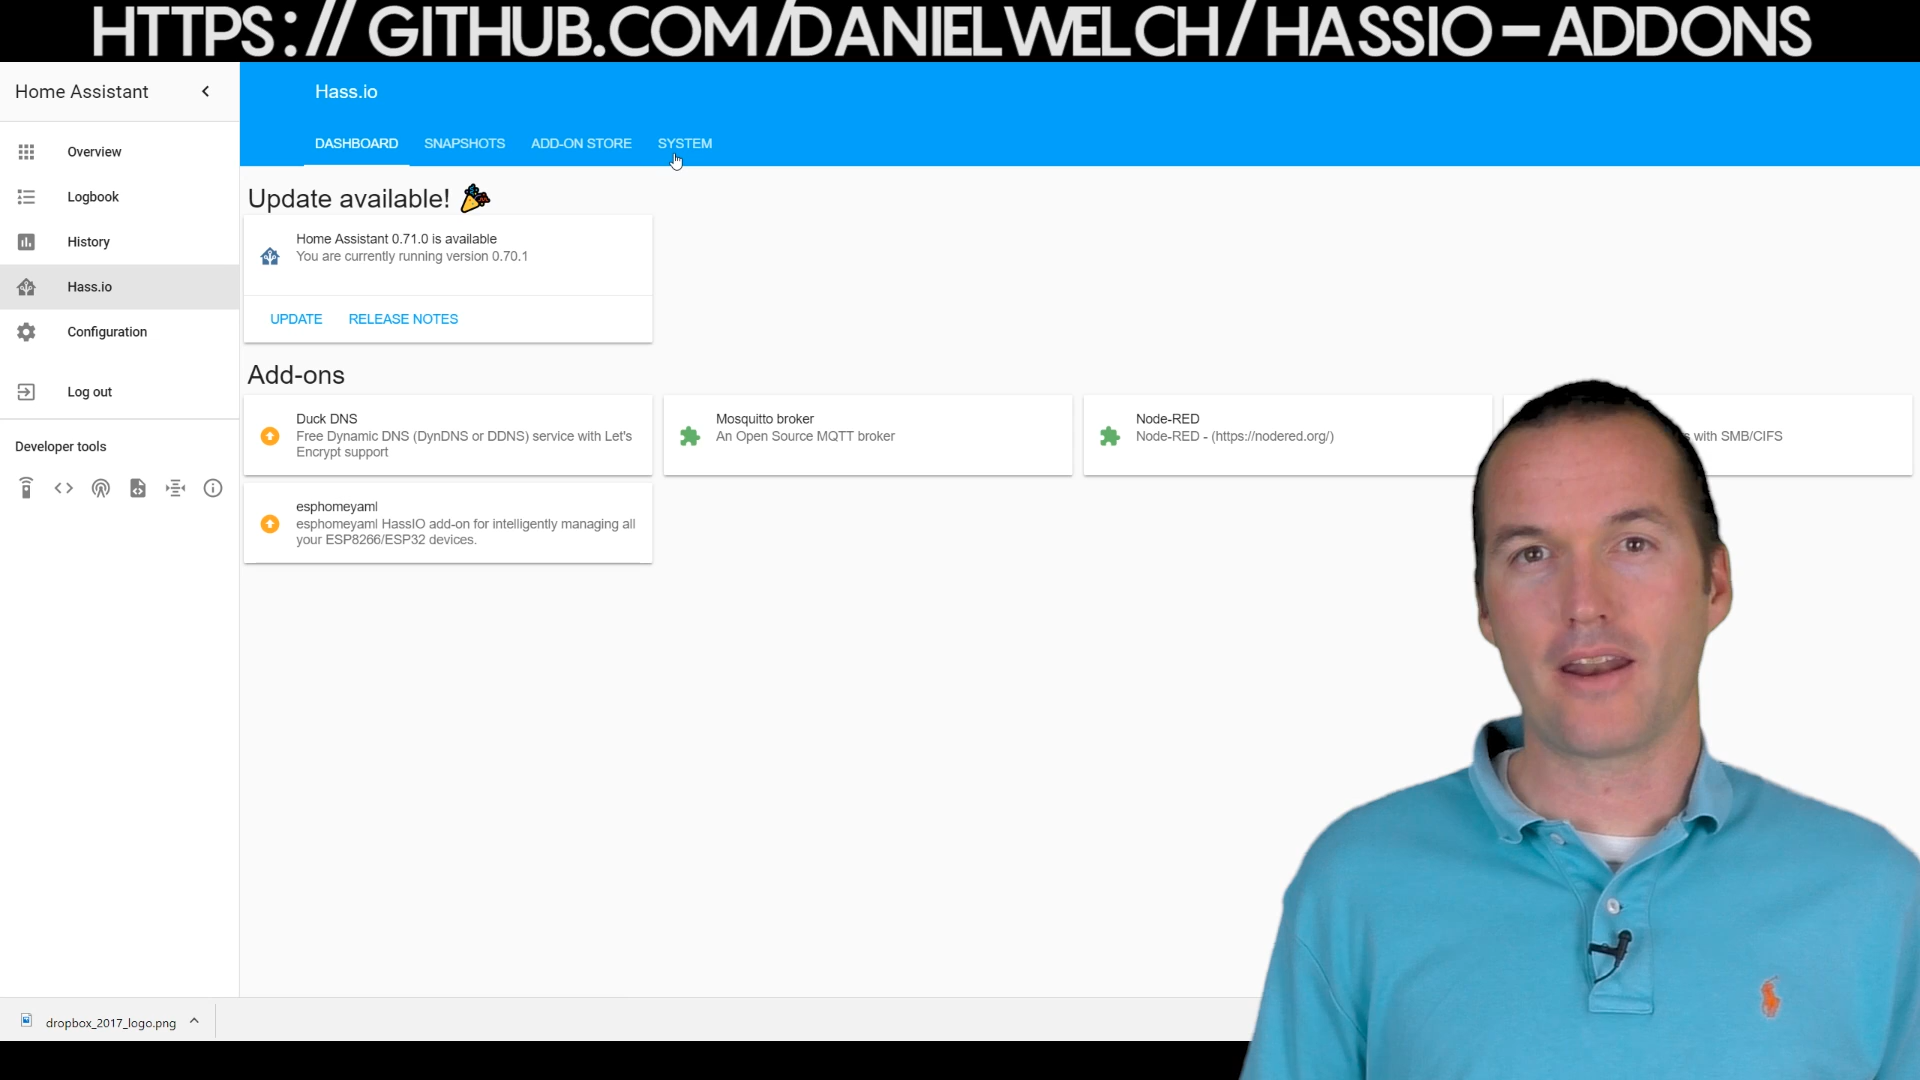 HTTPS://GITHUB.COM/DANIELWELCH/HASSIO-ADDONS
Home Assistant
Hass.io
DASHBOARD SNAPSHOTS ADD-ON STORE SYSTEM
Overview
Logbook
History
Hass.io
Configuration
Log out
Developer tools
Update available!
Home Assistant 0.71.0 is available
You are currently running version 0.70.1
UPDATE RELEASE NOTES
Add-ons
Duck DNS
Free Dynamic DNS (DynDNS or DDNS) service with Let's
Encrypt support
Mosquitto broker
An Open Source MQTT broker
Node-RED
Node-RED - (https://nodered.org/)
with SMB/CIFS
esphomeyaml
esphomeyaml HassIO add-on for intelligently managing all
your ESP8266/ESP32 devices.
dropbox_2017_logo.png